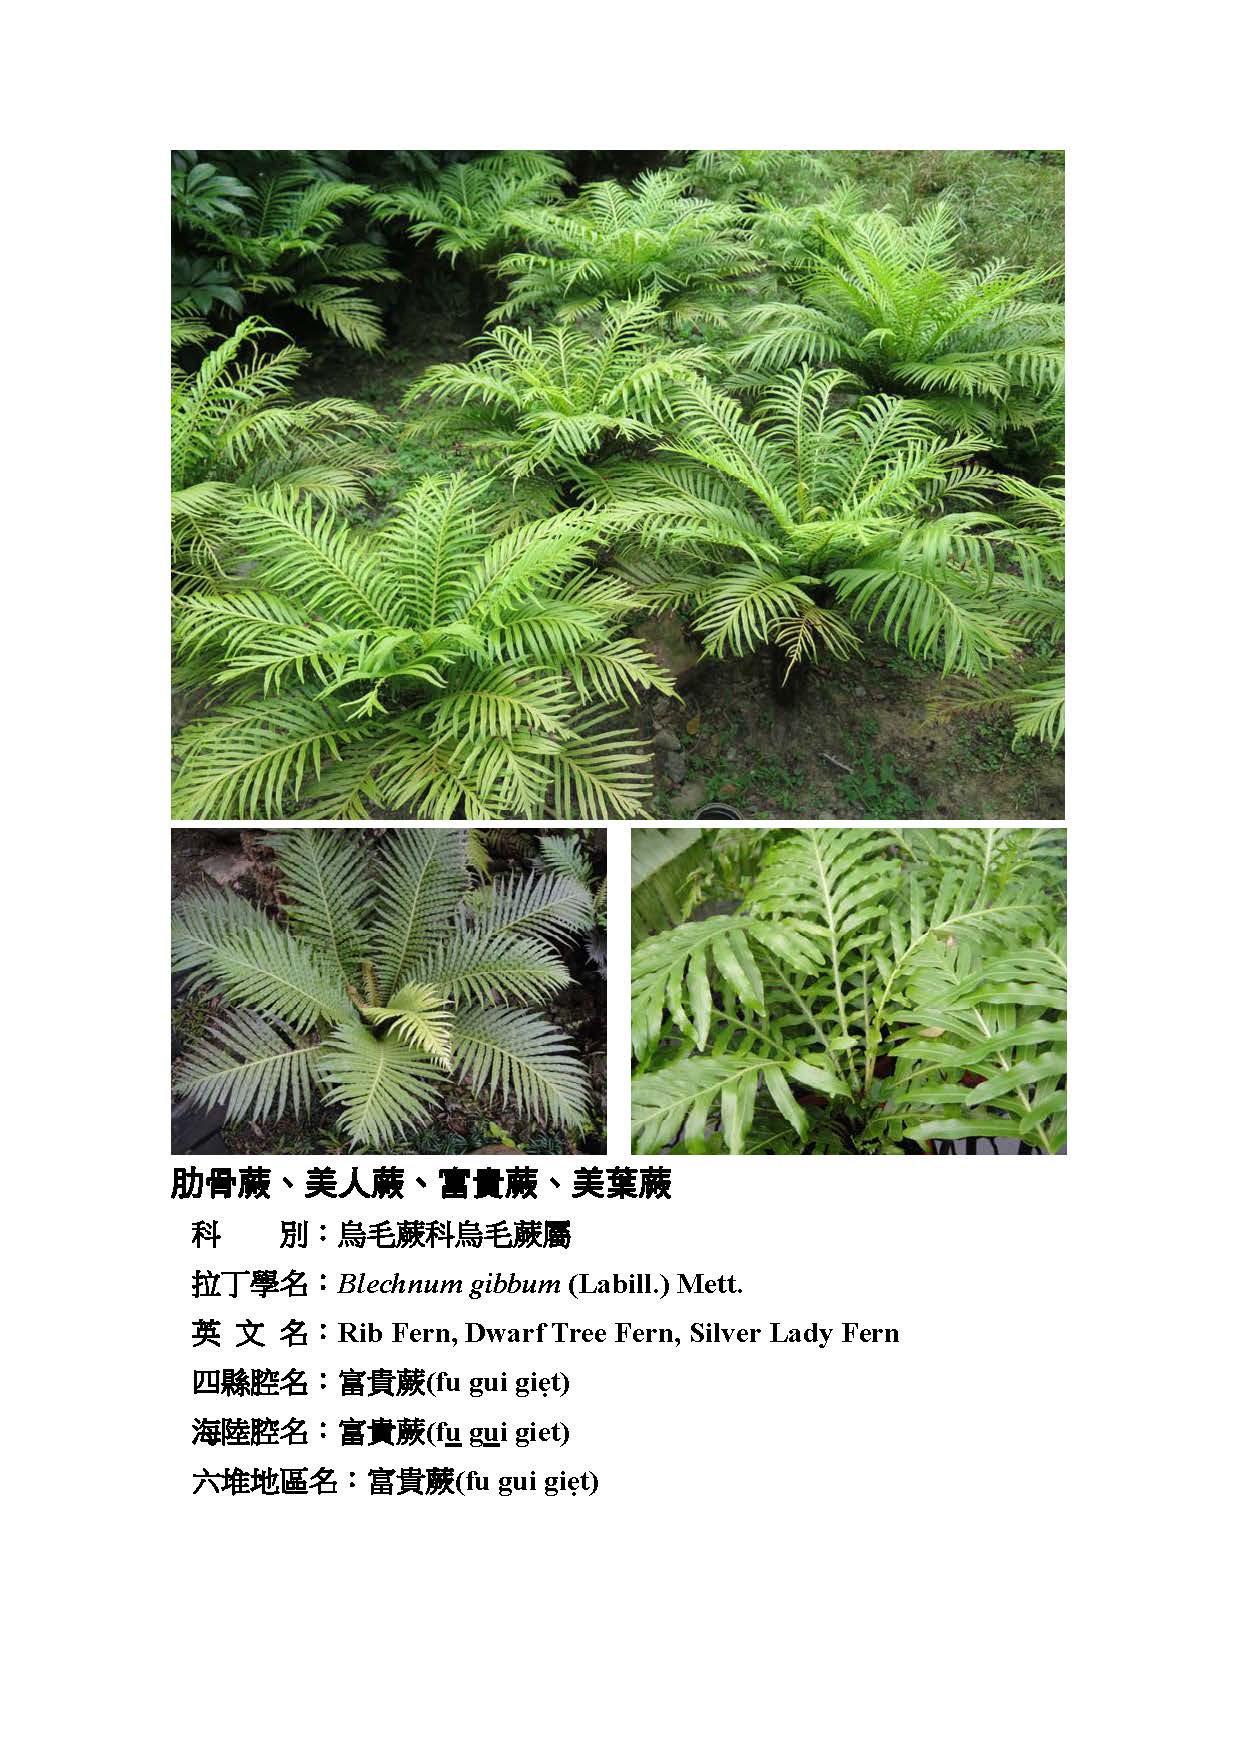 肋骨蕨、美人蕨、富貴蕨、美葉蕨
科　　別：烏毛蕨科烏毛蕨屬
拉丁學名：Blechnum gibbum (Labill.) Mett.
英 文 名：Rib Fern, Dwarf Tree Fern, Silver Lady Fern
四縣腔名：富貴蕨(fu gui giẹt)
海陸腔名：富貴蕨(fu̲ gu̲i giet)
六堆地區名：富貴蕨(fu gui giẹt)